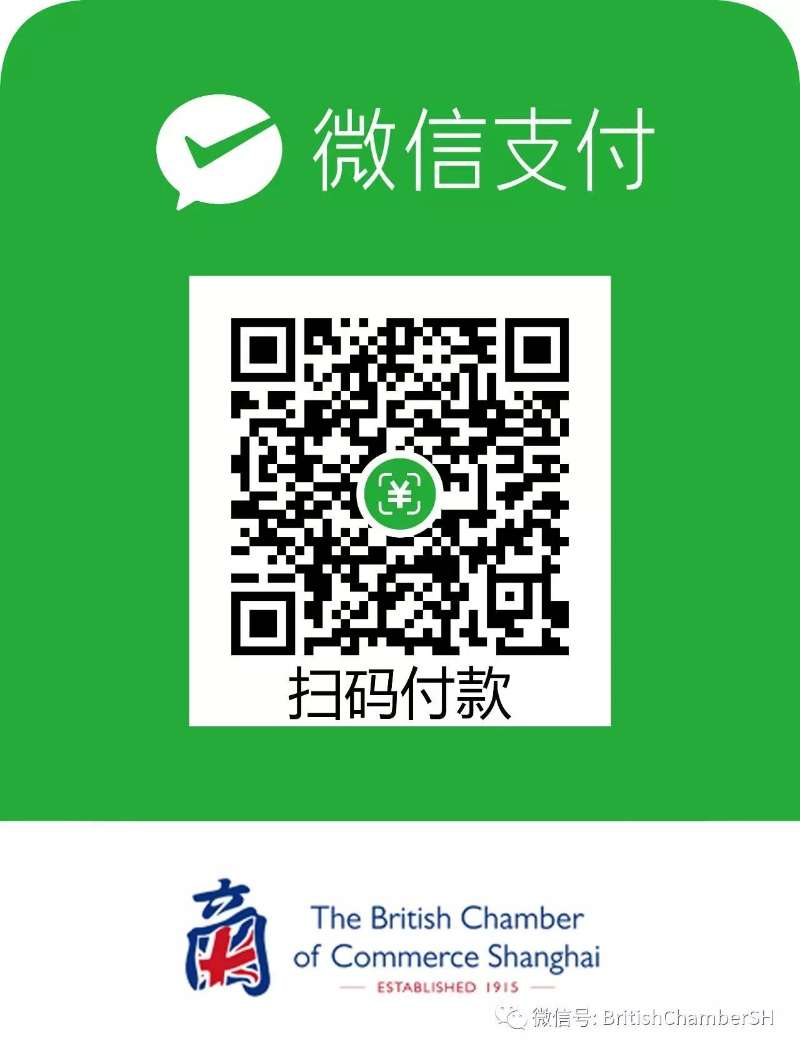 微信支付
¥
扫码付款
商
The British Chamber
of Commerce Shanghai
ESTABLISHED 1915
微信号: BritishChamberSH